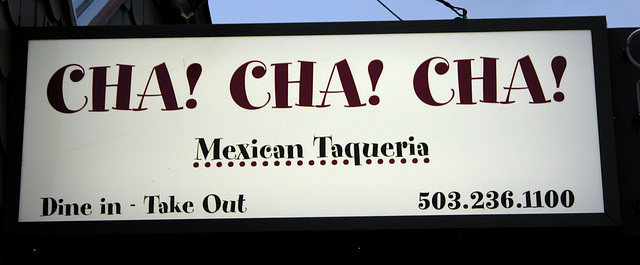 CHA! CHA! CHA!
Mexican Taqueria
Dine in - Take Out 503.236.1100